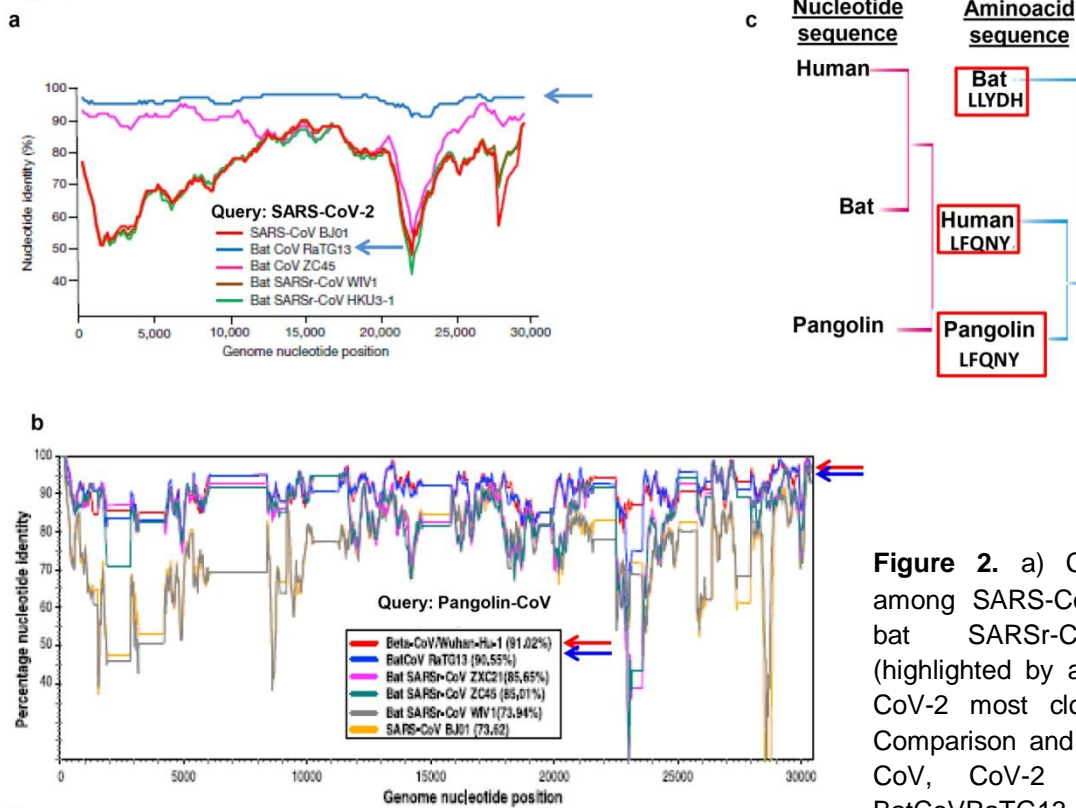 a
Nucleotide identity (%)
100
90
80
70
60
50
40
Query: SARS-CoV-2
SARS-CoV BJ01
Bat CoV RaTG13
Bat CoV ZC45
Bat SARSr-CoV WIV1
Bat SARSr-CoV HKU3-1
0
5,000
10,000
15,000
20,000
25,000
30,000
Genome nucleotide position
c
Nucleotide
sequence
Human
Bat
Pangolin
Aminoacid
sequence
Bat
LLYDH
Human
LFQNY
Pangolin
LFQNY
b
Percentage nucleotide identity
100
90
80
70
60
50
40
Query: Pangolin-CoV
Beta-CoV/Wuhan-Hu-1 (91.02%)
BatCoV RaTG13 (90,55%)
Bat SARSr-CoV ZXC21(85,65%)
Bat SARSr-CoV ZC45 (85,01%)
Bat SARSr-CoV WIV1(73.94%)
SARS-CoV BJ01 (73.62)
0
5000
10000
15000
20000
25000
30000
Genome nucleotide position
Figure 2. a) C
among SARS-Co
bat SARSr-C
(highlighted by a
CoV-2 most clo
Comparison and
CoV, CoV-2
BatCoVRaTG13